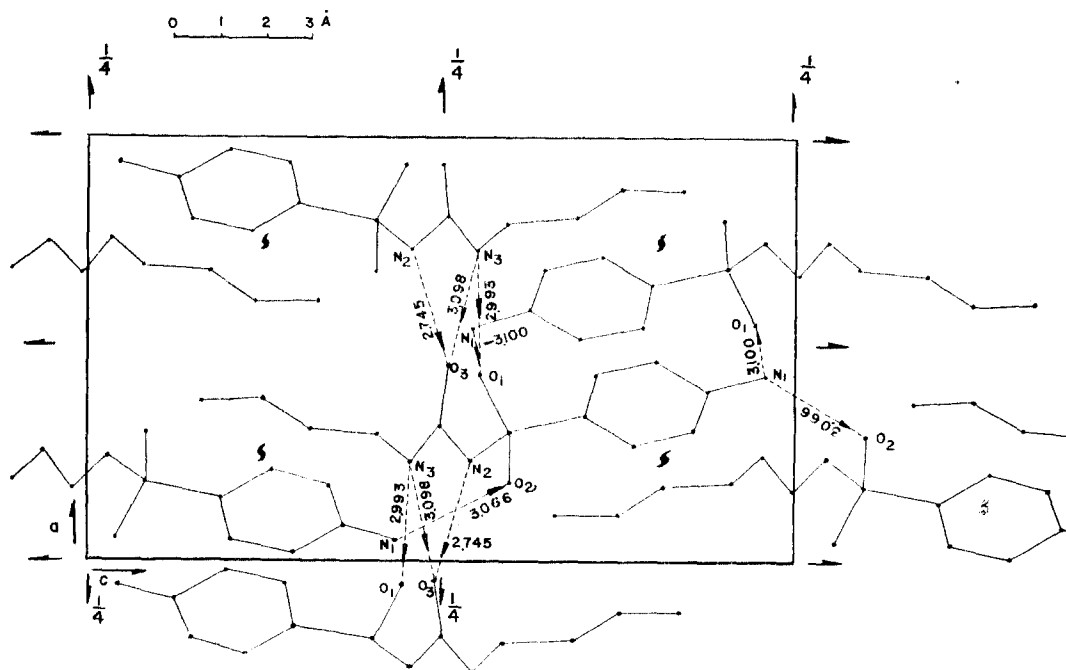 0 1 2 3 Å
1/4 1/4 1/4
N2 N3
2.745 3.098 2.993
N1 3.100
O3 O1
O1
3.100
N1
9902
O2
N3 N2
O2
2.993 3.098 3.066
a
N1 2.745
c
O1 O3
1/4 1/4